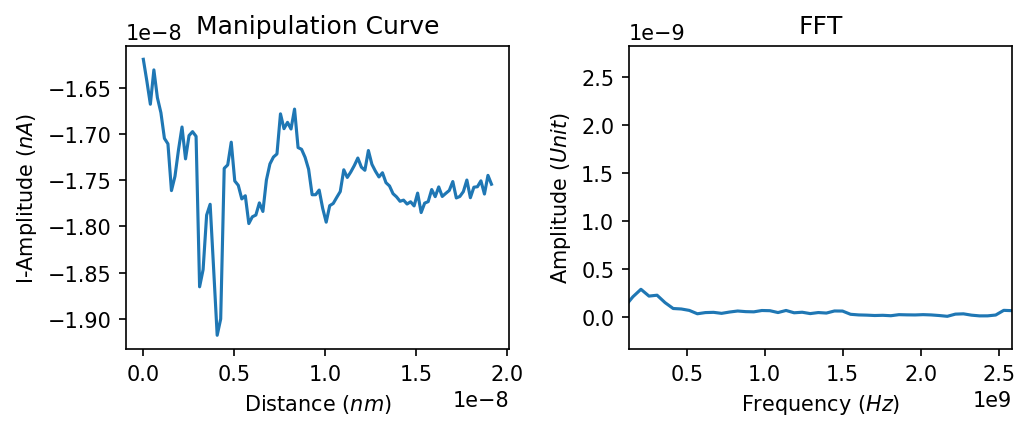 Manipulation Curve
1e−8
−1.65
−1.70
−1.75
−1.80
−1.85
−1.90
I-Amplitude (nA)
0.0 0.5 1.0 1.5 2.0
1e−8
Distance (nm)
FFT
1e−9
2.5
2.0
1.5
1.0
0.5
0.0
Amplitude (Unit)
0.5 1.0 1.5 2.0 2.5
1e9
Frequency (Hz)